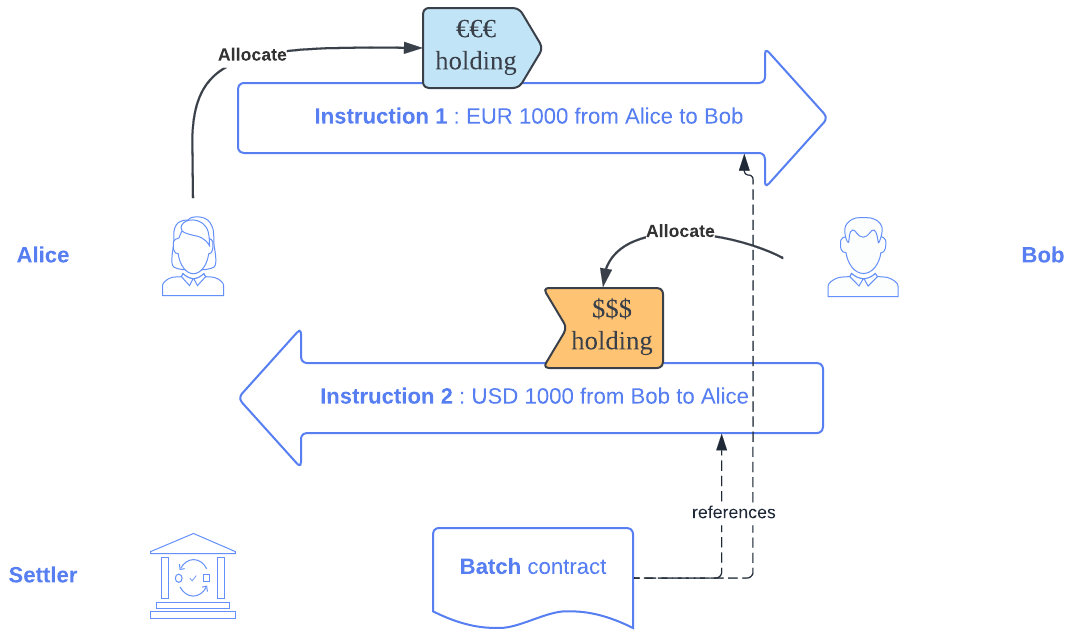 €€€
holding
Allocate
Instruction 1 : EUR 1000 from Alice to Bob
Alice
Allocate
Bob
$$$
holding
Instruction 2 : USD 1000 from Bob to Alice
references
Batch contract
Settler